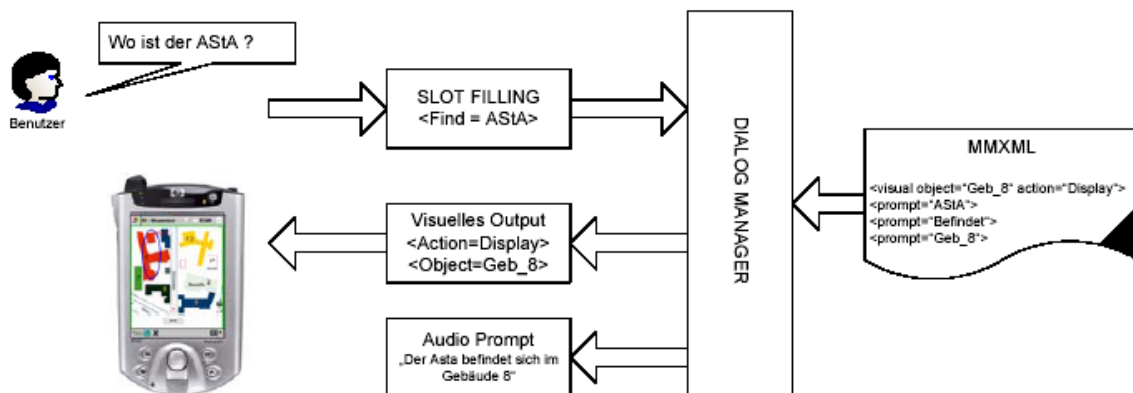 Wo ist der AStA ?
Benutzer
SLOT FILLING
<Find = AStA>
Visuelles Output
<Action=Display>
<Object=Geb_8>
Audio Prompt
„Der Asta befindet sich im
Gebäude 8“
DIALOG MANAGER
MMXML
<visual object=“Geb_8“ action=“Display“>
<prompt=“AStA“>
<prompt=“Befindet“>
<prompt=“Geb_8“>